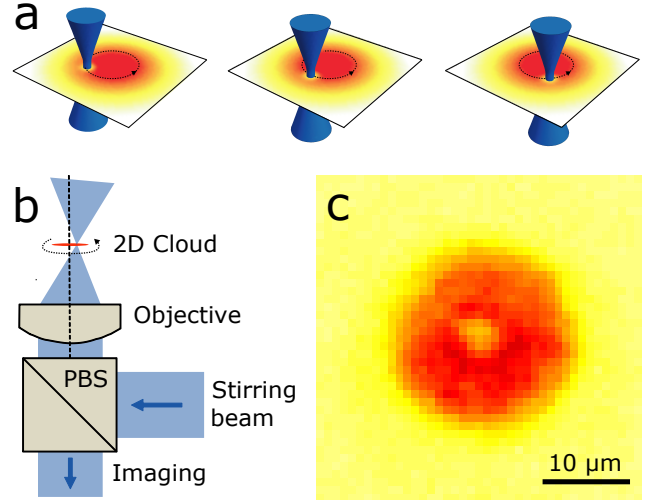 a
b
2D Cloud
Objective
PBS
Stirring
beam
Imaging
c
10 μm